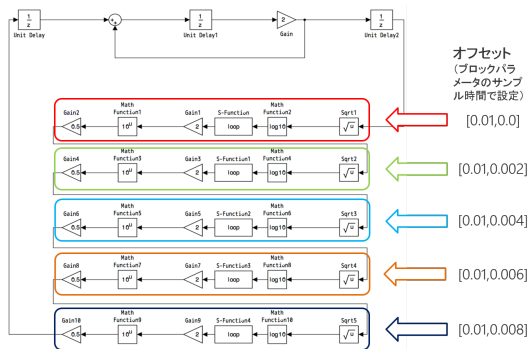 1
z
Unit Delay
1
z
Unit Delay1
2
Gain
1
z
Unit Delay2
オフセット
(ブロックパラ
メータのサンプ
ル時間で設定)
Gain2
0.5
Math
Function1
10ᵘ
Gain1
2
S-Function
loop
Math
Function2
log10
Sqrt1
√u
[0.01,0.0]
Gain4
0.5
Math
Function3
10ᵘ
Gain3
2
S-Function1
loop
Math
Function4
log10
Sqrt2
√u
[0.01,0.002]
Gain6
0.5
Math
Function5
10ᵘ
Gain5
2
S-Function2
loop
Math
Function6
log10
Sqrt3
√u
[0.01,0.004]
Gain8
0.5
Math
Function7
10ᵘ
Gain7
2
S-Function3
loop
Math
Function8
log10
Sqrt4
√u
[0.01,0.006]
Gain10
0.5
Math
Function9
10ᵘ
Gain9
2
S-Function4
loop
Math
Function10
log10
Sqrt5
√u
[0.01,0.008]